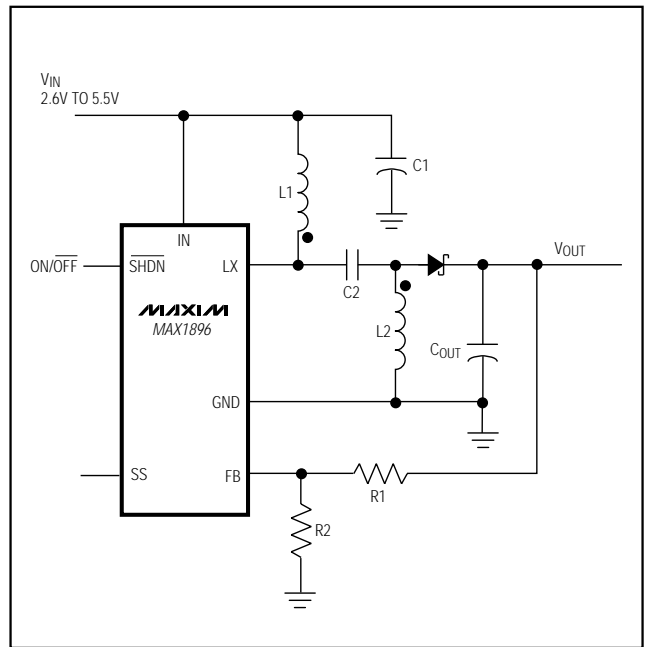 VIN
2.6V TO 5.5V
C1
L1
IN
ON/OFF
SHDN
LX
VOUT
C2
MAXIM
MAX1896
L2
COUT
GND
SS
FB
R1
R2